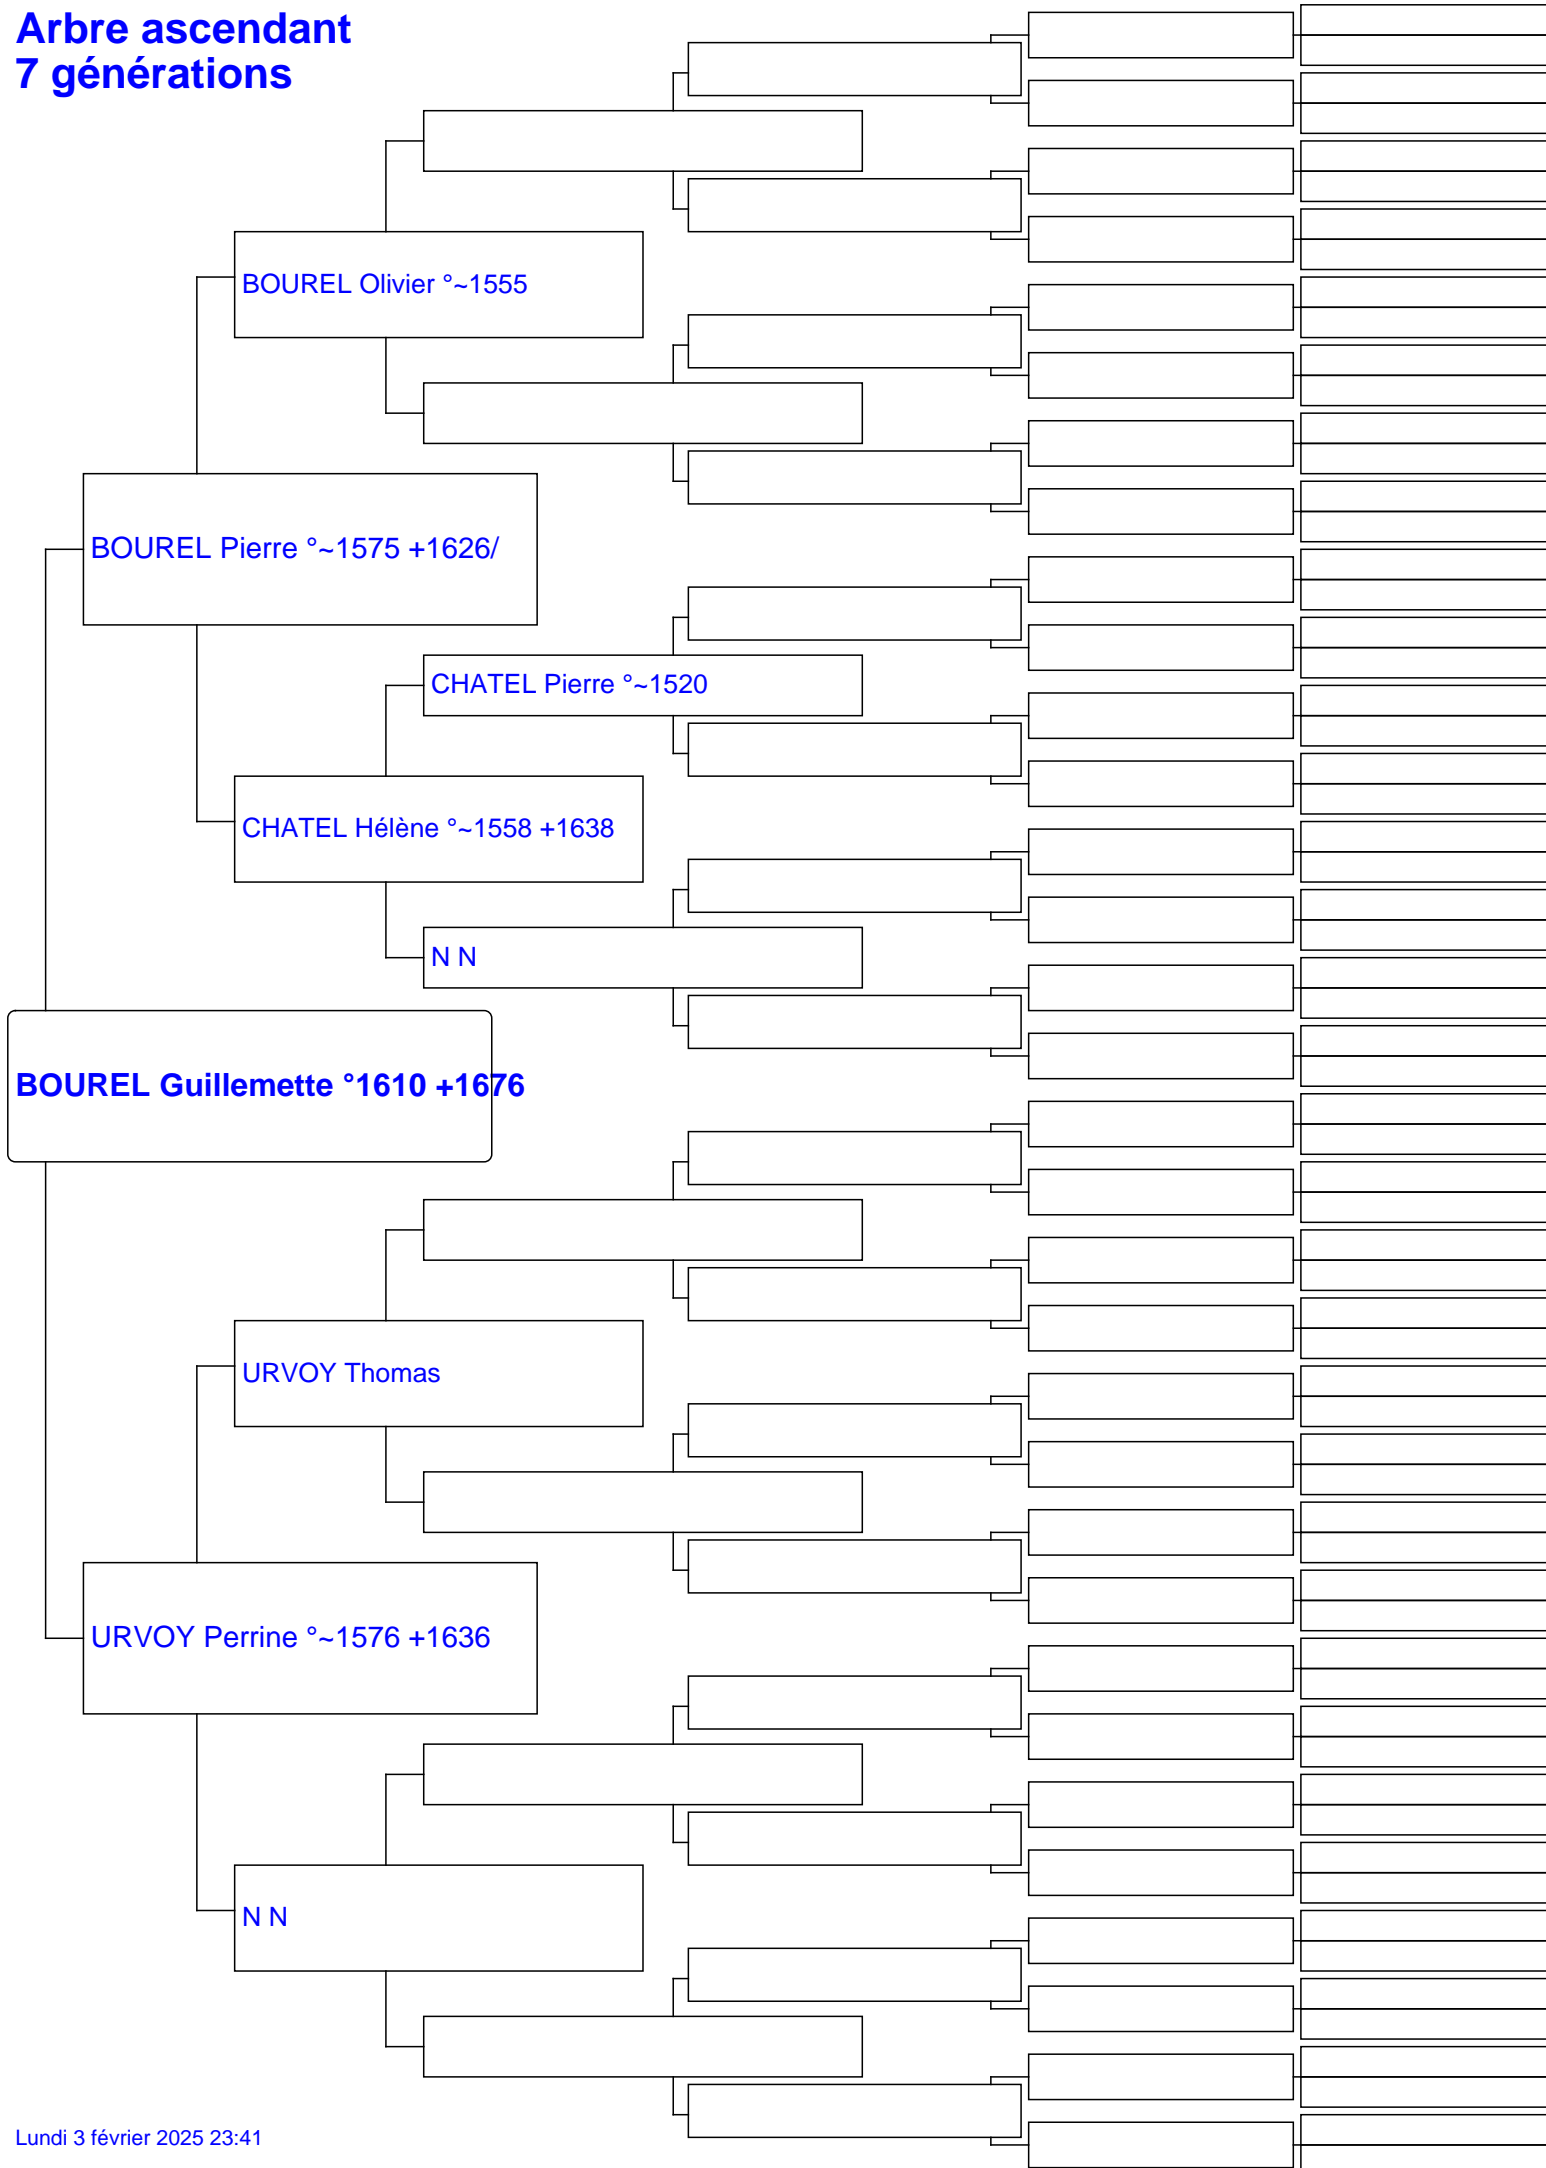 Arbre ascendant
7 générations
BOUREL Olivier °~1555
BOUREL Pierre °~1575 +1626/
CHATEL Pierre °~1520
CHATEL Hélène °~1558 +1638
N N
BOUREL Guillemette °1610 +1676
URVOY Thomas
URVOY Perrine °~1576 +1636
N N
Lundi 3 février 2025 23:41